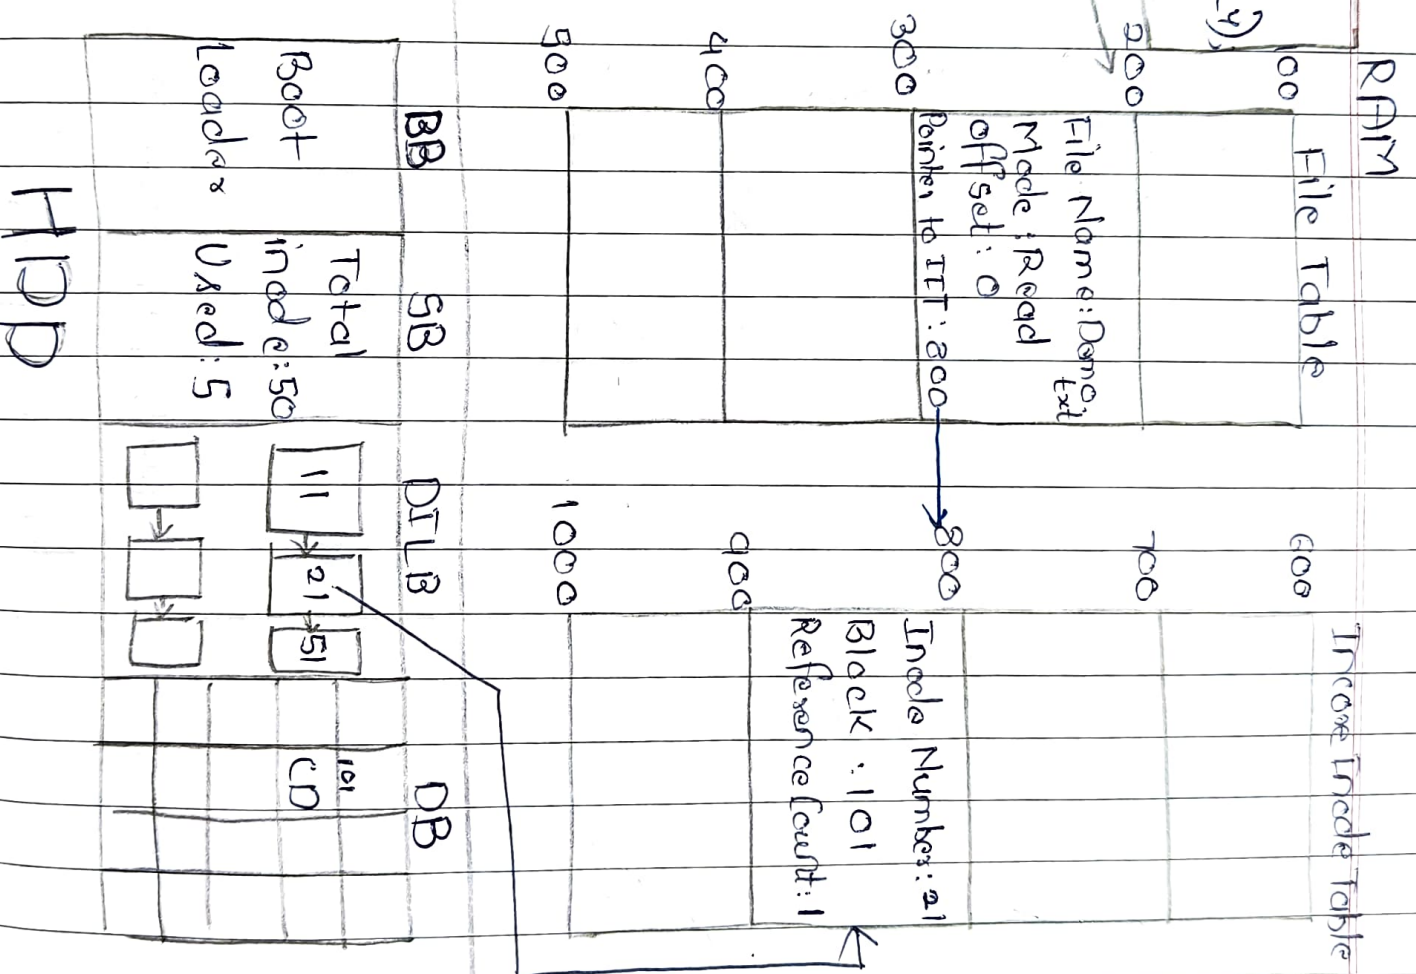 RAM
File Table
Incore Inode Table
100
600
200
700
File Name: Demo.
txt
Mode : Read
offset : 0
Pointer to IIT : 800
300
800
Inode Number : 21
Block : 101
Reference Count : 1
400
900
500
1000
BB
SB
DILB
DB
Boot
Loader
Total
inode : 50
Used : 5
11
21
51
101
CD
HDD